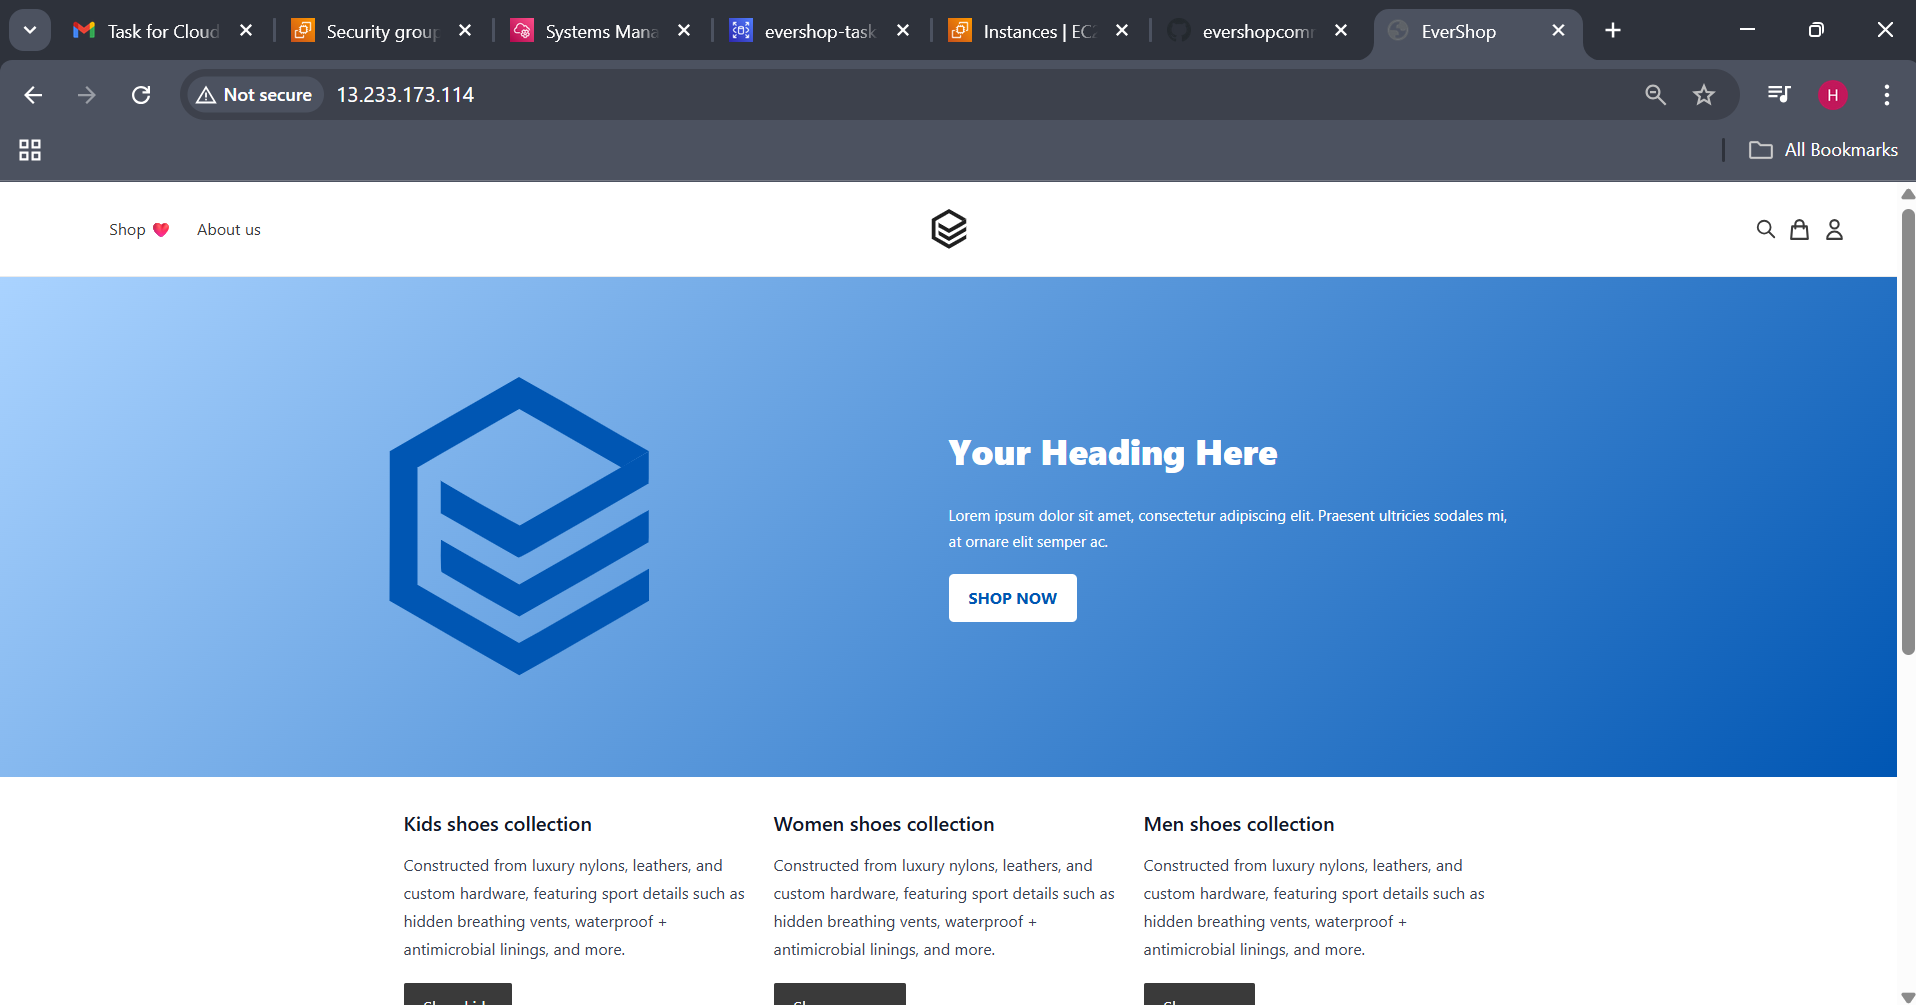 Task for Cloud
Security group
Systems Mana
evershop-task
Instances | EC2
evershopcomm
EverShop
Not secure
13.233.173.114
H
All Bookmarks
Shop
About us
Your Heading Here
Lorem ipsum dolor sit amet, consectetur adipiscing elit. Praesent ultricies sodales mi,
at ornare elit semper ac.
SHOP NOW
Kids shoes collection
Constructed from luxury nylons, leathers, and
custom hardware, featuring sport details such as
hidden breathing vents, waterproof +
antimicrobial linings, and more.
Women shoes collection
Constructed from luxury nylons, leathers, and
custom hardware, featuring sport details such as
hidden breathing vents, waterproof +
antimicrobial linings, and more.
Men shoes collection
Constructed from luxury nylons, leathers, and
custom hardware, featuring sport details such as
hidden breathing vents, waterproof +
antimicrobial linings, and more.